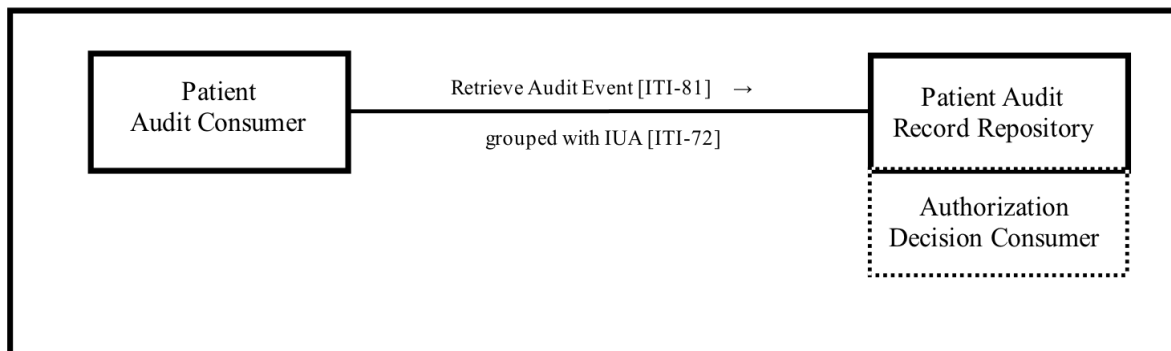 Patient
Audit Consumer
Retrieve Audit Event [ITI-81] →
grouped with IUA [ITI-72]
Patient Audit
Record Repository
Authorization
Decision Consumer